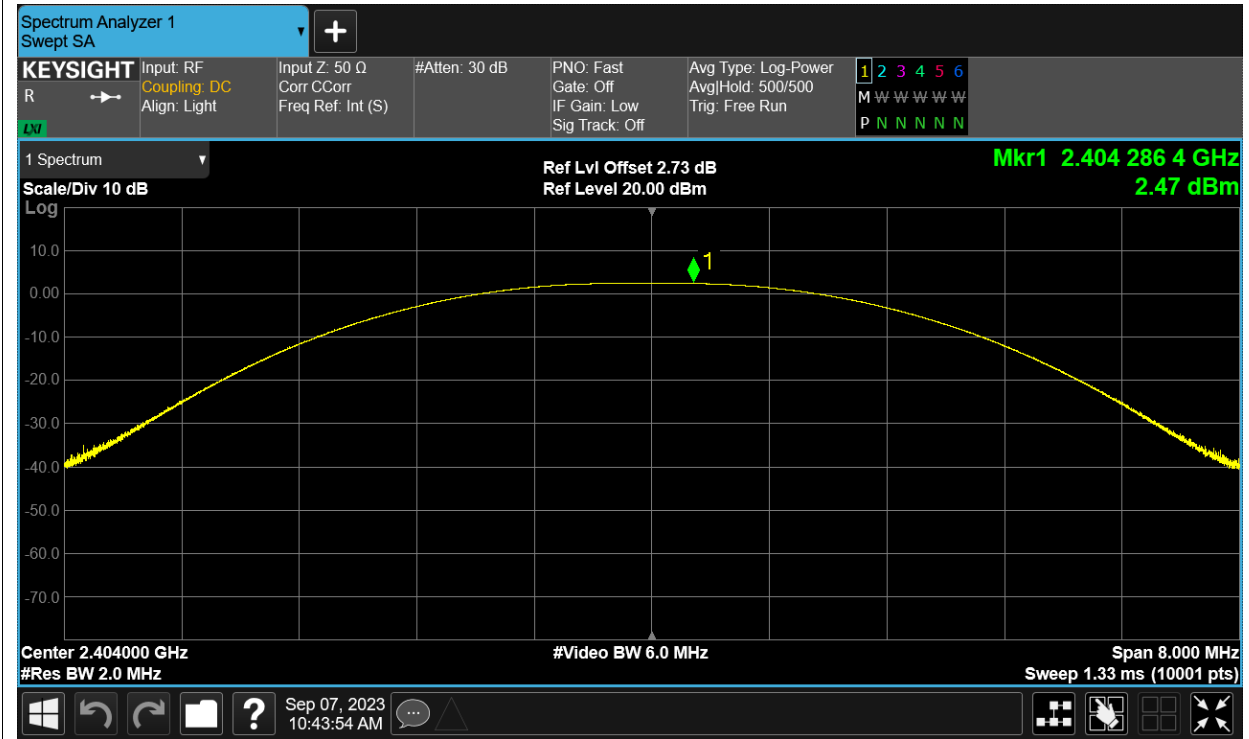 Spectrum Analyzer 1
Swept SA
▼
+
KEYSIGHT
R
LXI
Input: RF
Coupling: DC
Align: Light
Input Z: 50 Ω
Corr CCorr
Freq Ref: Int (S)
#Atten: 30 dB
PNO: Fast
Gate: Off
IF Gain: Low
Sig Track: Off
Avg Type: Log-Power
Avg|Hold: 500/500
Trig: Free Run
1 2 3 4 5 6
M W W W W W
P N N N N N
1 Spectrum ▼
Scale/Div 10 dB
Ref Lvl Offset 2.73 dB
Ref Level 20.00 dBm
Mkr1 2.404 286 4 GHz
2.47 dBm
Log
10.0
0.00
-10.0
-20.0
-30.0
-40.0
-50.0
-60.0
-70.0
1
Center 2.404000 GHz
#Res BW 2.0 MHz
#Video BW 6.0 MHz
Span 8.000 MHz
Sweep 1.33 ms (10001 pts)
?
Sep 07, 2023
10:43:54 AM